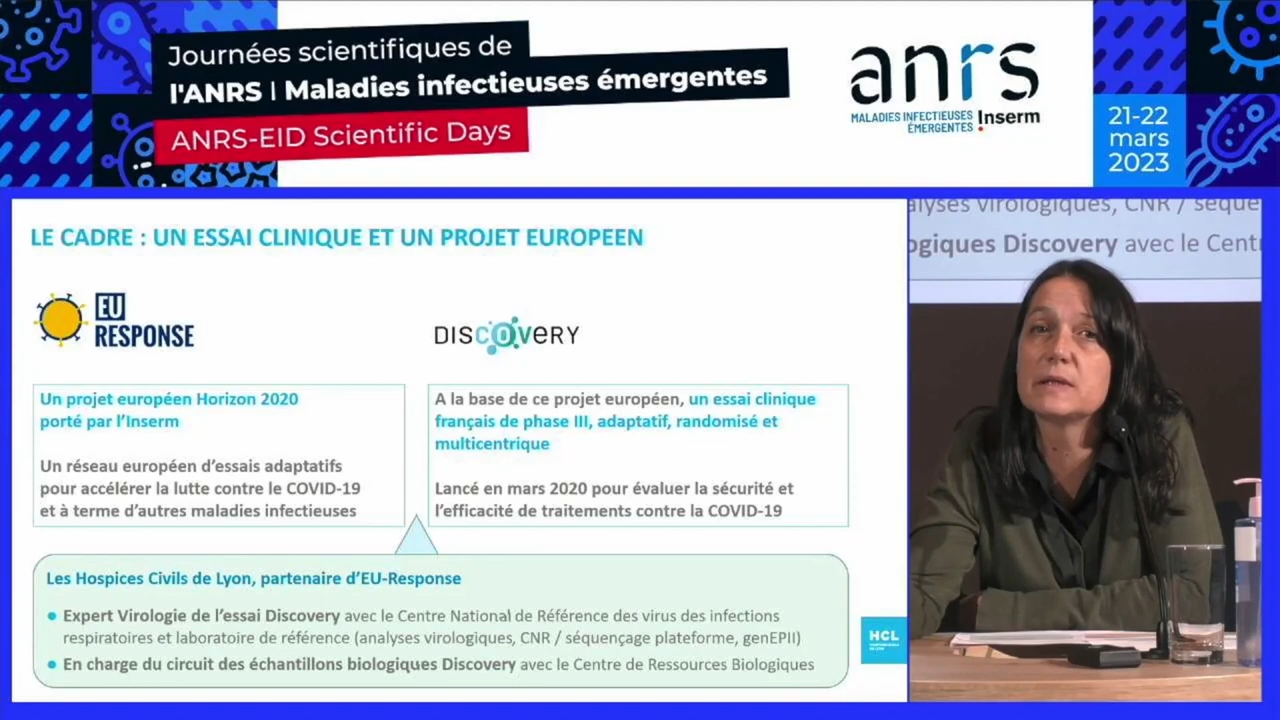 Journées scientifiques de
l'ANRS | Maladies infectieuses émergentes
ANRS-EID Scientific Days
anrs
MALADIES INFECTIEUSES
ÉMERGENTES
Inserm
21-22
mars
2023
LE CADRE : UN ESSAI CLINIQUE ET UN PROJET EUROPEEN
EU
RESPONSE
DISCOVERY
Un projet européen Horizon 2020
porté par l'Inserm
Un réseau européen d'essais adaptatifs
pour accélérer la lutte contre le COVID-19
et à terme d'autres maladies infectieuses
A la base de ce projet européen, un essai clinique
français de phase III, adaptatif, randomisé et
multicentrique
Lancé en mars 2020 pour évaluer la sécurité et
l'efficacité de traitements contre la COVID-19
Les Hospices Civils de Lyon, partenaire d'EU-Response
• Expert Virologie de l'essai Discovery avec le Centre National de Référence des virus des infections
respiratoires et laboratoire de référence (analyses virologiques, CNR / séquençage plateforme, genEPII)
• En charge du circuit des échantillons biologiques Discovery avec le Centre de Ressources Biologiques
HCL
alyses virologiques, CNR / séque
ogiques Discovery avec le Cent